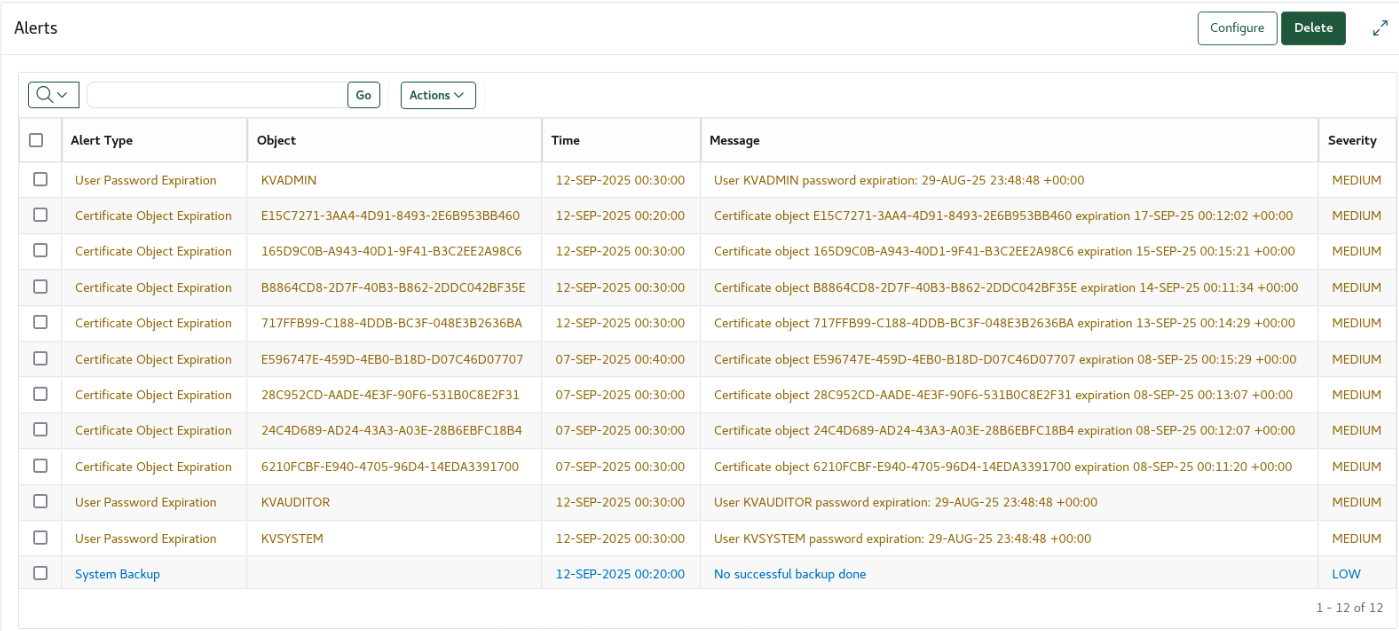 Alerts
Configure
Delete
Go
Actions
Alert Type Object Time Message Severity
User Password Expiration KVADMIN 12-SEP-2025 00:30:00 User KVADMIN password expiration: 29-AUG-25 23:48:48 +00:00 MEDIUM
Certificate Object Expiration E15C7271-3AA4-4D91-8493-2E6B953BB460 12-SEP-2025 00:20:00 Certificate object E15C7271-3AA4-4D91-8493-2E6B953BB460 expiration 17-SEP-25 00:12:02 +00:00 MEDIUM
Certificate Object Expiration 165D9C0B-A943-40D1-9F41-B3C2EE2A98C6 12-SEP-2025 00:30:00 Certificate object 165D9C0B-A943-40D1-9F41-B3C2EE2A98C6 expiration 15-SEP-25 00:15:21 +00:00 MEDIUM
Certificate Object Expiration B8864CD8-2D7F-40B3-B862-2DDC042BF35E 12-SEP-2025 00:30:00 Certificate object B8864CD8-2D7F-40B3-B862-2DDC042BF35E expiration 14-SEP-25 00:11:34 +00:00 MEDIUM
Certificate Object Expiration 717FFB99-C188-4DDB-BC3F-048E3B2636BA 12-SEP-2025 00:30:00 Certificate object 717FFB99-C188-4DDB-BC3F-048E3B2636BA expiration 13-SEP-25 00:14:29 +00:00 MEDIUM
Certificate Object Expiration E596747E-459D-4EB0-B18D-D07C46D07707 07-SEP-2025 00:40:00 Certificate object E596747E-459D-4EB0-B18D-D07C46D07707 expiration 08-SEP-25 00:15:29 +00:00 MEDIUM
Certificate Object Expiration 28C952CD-AADE-4E3F-90F6-531B0C8E2F31 07-SEP-2025 00:30:00 Certificate object 28C952CD-AADE-4E3F-90F6-531B0C8E2F31 expiration 08-SEP-25 00:13:07 +00:00 MEDIUM
Certificate Object Expiration 24C4D689-AD24-43A3-A03E-28B6EBFC18B4 07-SEP-2025 00:30:00 Certificate object 24C4D689-AD24-43A3-A03E-28B6EBFC18B4 expiration 08-SEP-25 00:12:07 +00:00 MEDIUM
Certificate Object Expiration 6210FCBF-E940-4705-96D4-14EDA3391700 07-SEP-2025 00:30:00 Certificate object 6210FCBF-E940-4705-96D4-14EDA3391700 expiration 08-SEP-25 00:11:20 +00:00 MEDIUM
User Password Expiration KVAUDITOR 12-SEP-2025 00:30:00 User KVAUDITOR password expiration: 29-AUG-25 23:48:48 +00:00 MEDIUM
User Password Expiration KVSYSTEM 12-SEP-2025 00:30:00 User KVSYSTEM password expiration: 29-AUG-25 23:48:48 +00:00 MEDIUM
System Backup 12-SEP-2025 00:20:00 No successful backup done LOW
1 - 12 of 12